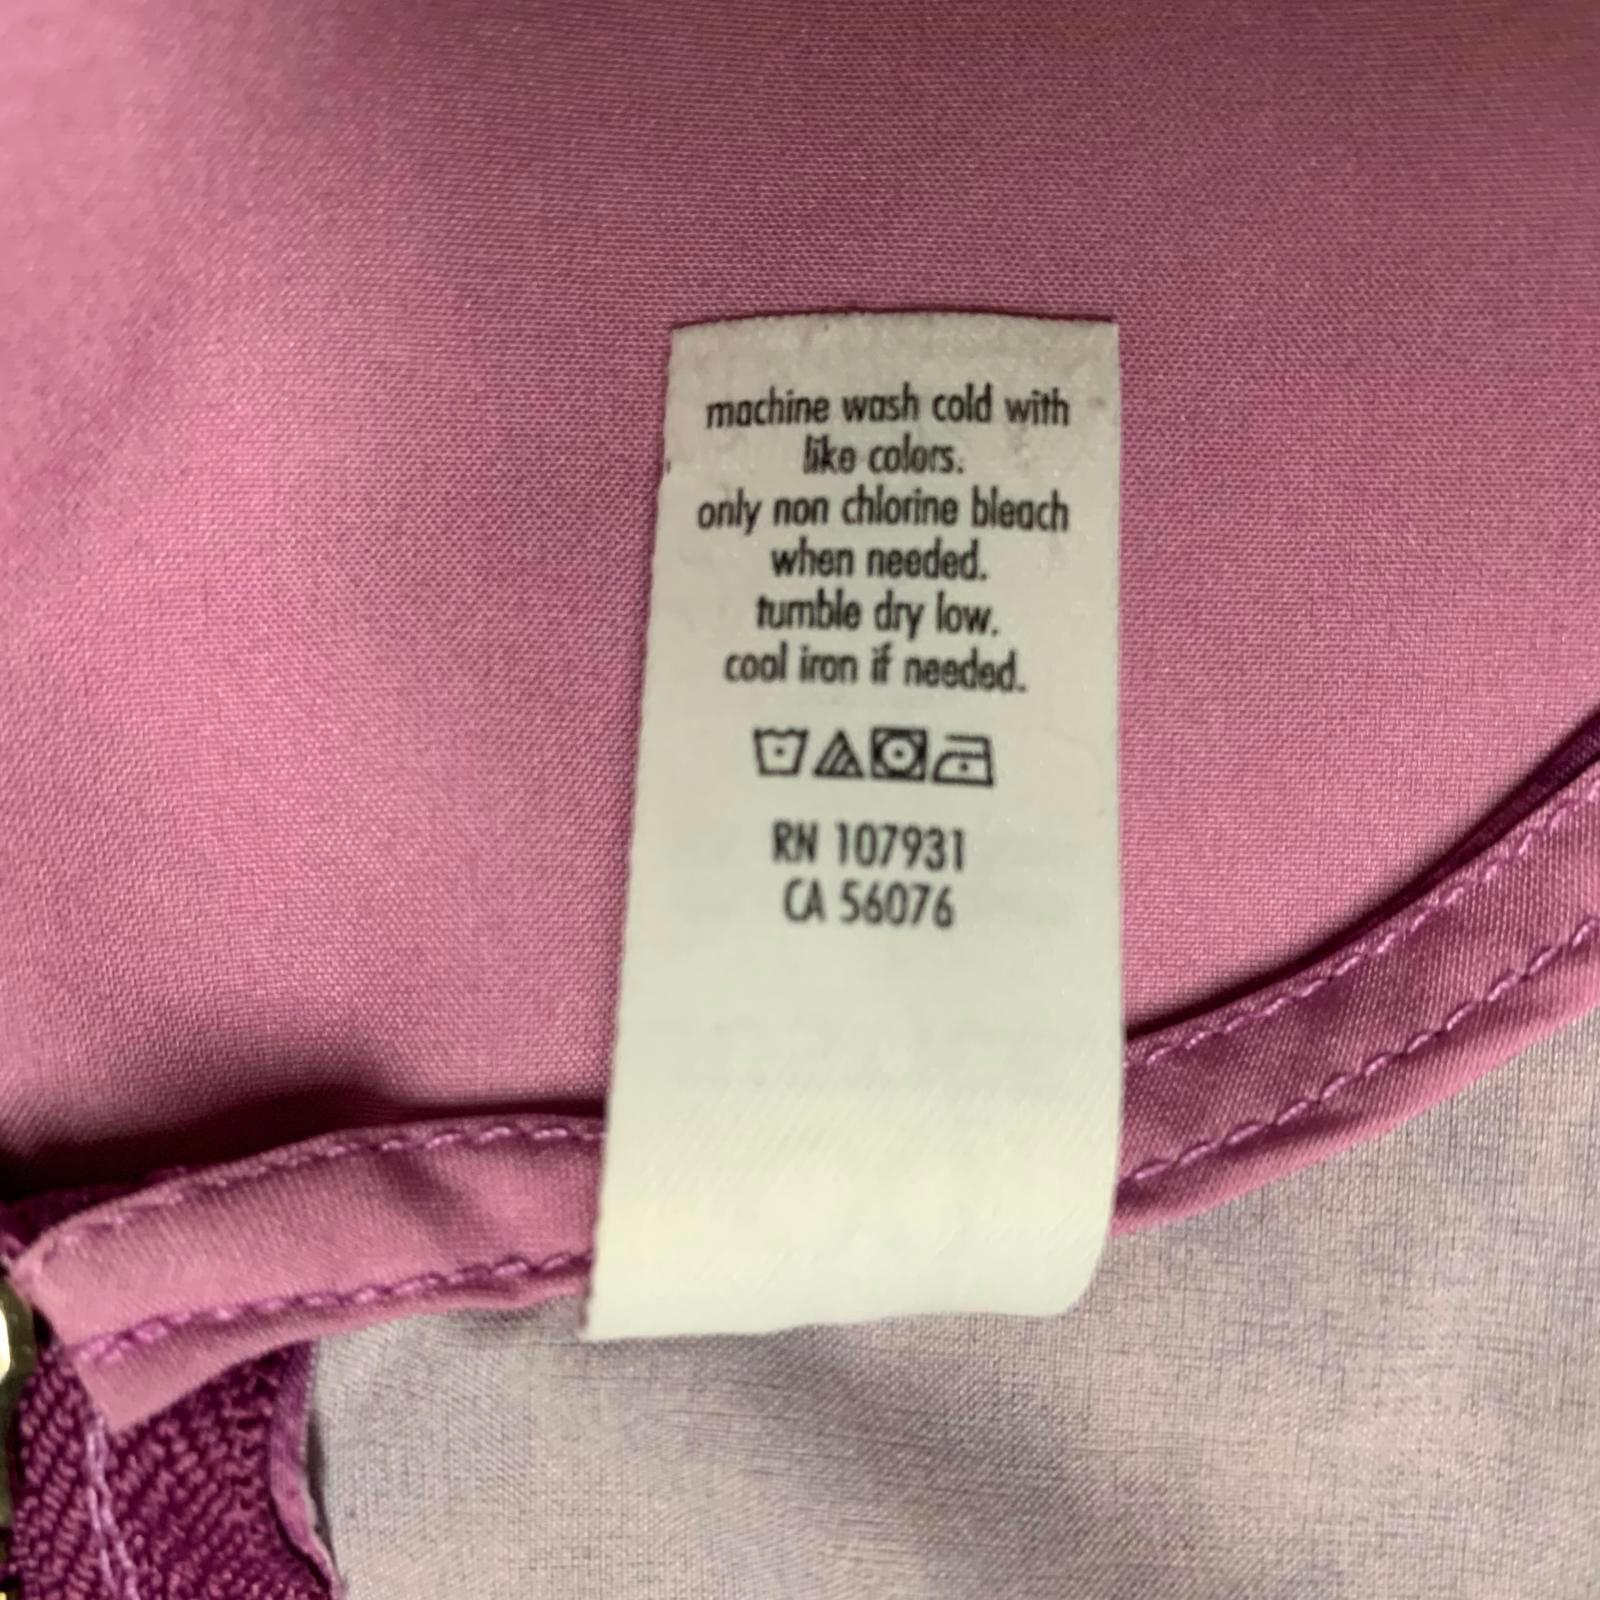 machine wash cold with
like colors.
only non chlorine bleach
when needed.
tumble dry low.
cool iron if needed.
RN 107931
CA 56076